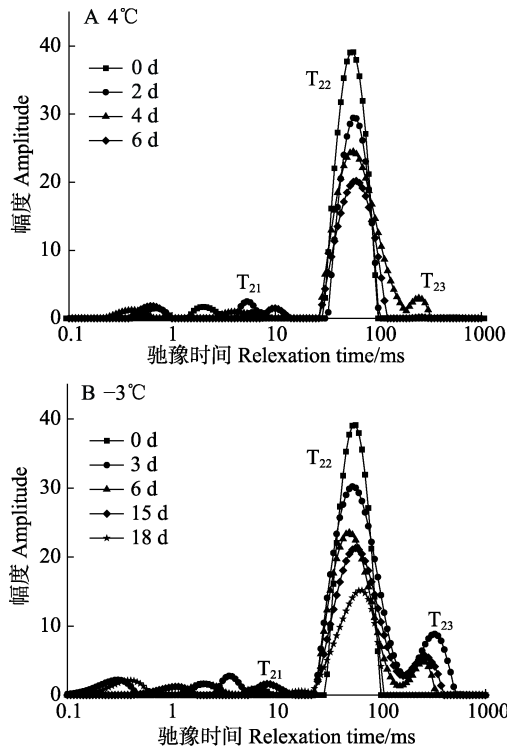 A 4℃
40
30
20
10
0
幅度 Amplitude
0 d
2 d
4 d
6 d
T22
T21
T23
0.1 1 10 100 1000
驰豫时间 Relexation time/ms
B −3℃
40
30
20
10
0
幅度 Amplitude
0 d
3 d
6 d
15 d
18 d
T22
T21
T23
0.1 1 10 100 1000
驰豫时间 Relexation time/ms